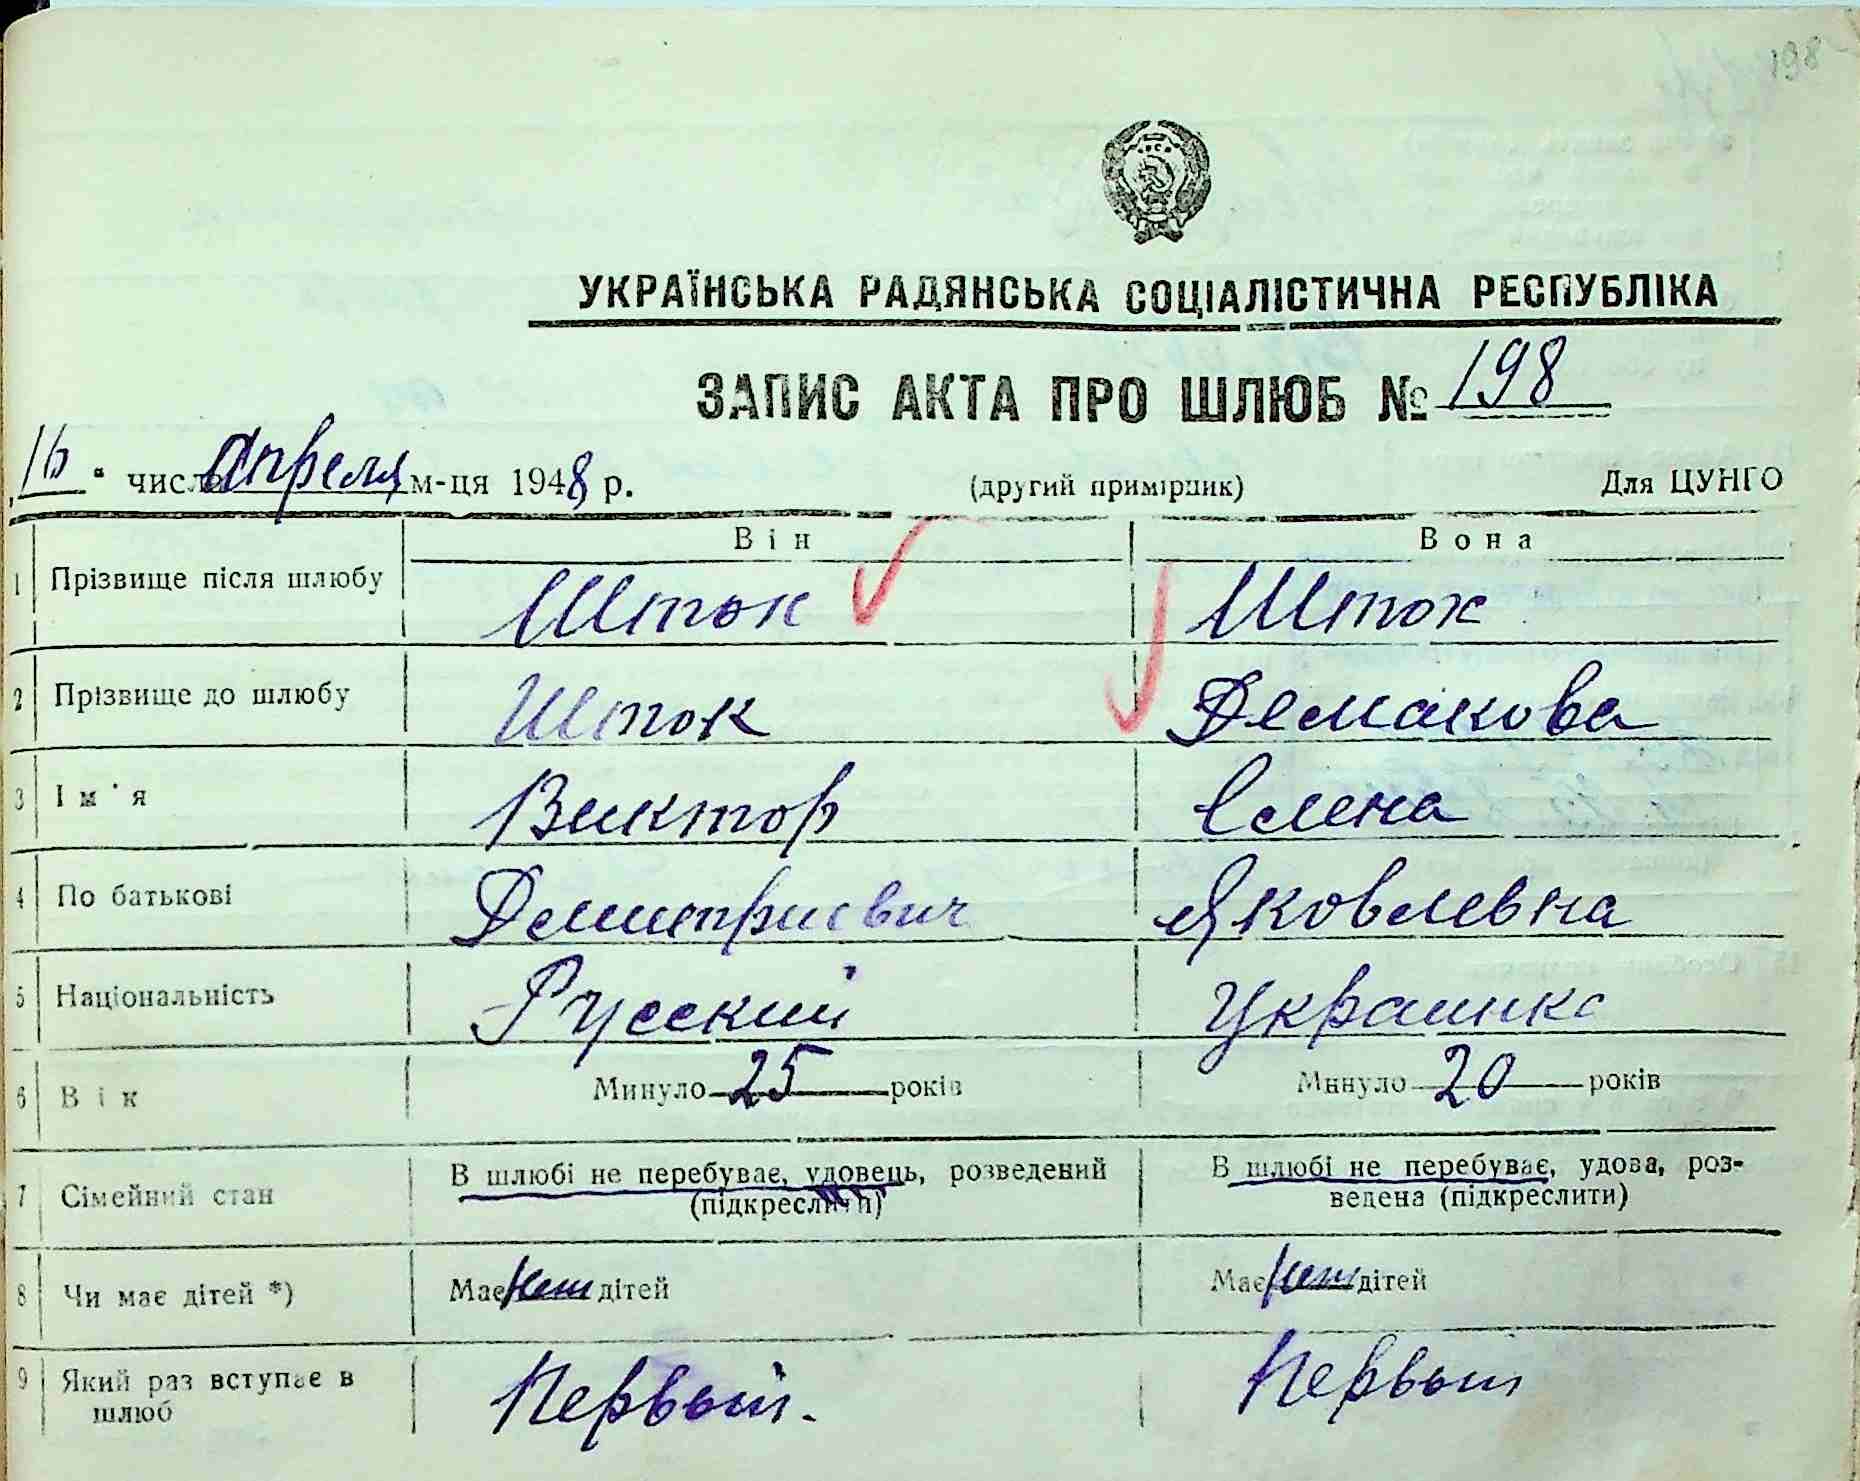 198
УКРАЇНСЬКА РАДЯНСЬКА СОЦІАЛІСТИЧНА РЕСПУБЛІКА
ЗАПИС АКТА ПРО ШЛЮБ № 198
„16“ числа апреля м-ця 1948 р. (другий примірник) Для ЦУНГО
Він Вона
1 Прізвище після шлюбу Шток Шток
2 Прізвище до шлюбу Шток Демакова
3 Ім'я Виктор Елена
4 По батькові Дмитриевич Яковлевна
5 Національність Русский Украинка
6 Вік Минуло 25 років Минуло 20 років
7 Сімейний стан В шлюбі не перебуває, удовець, розведений (підкреслити) В шлюбі не перебуває, удова, роз-
ведена (підкреслити)
8 Чи має дітей *) Має нет дітей Має нет дітей
9 Який раз вступає в шлюб Первый. Первый